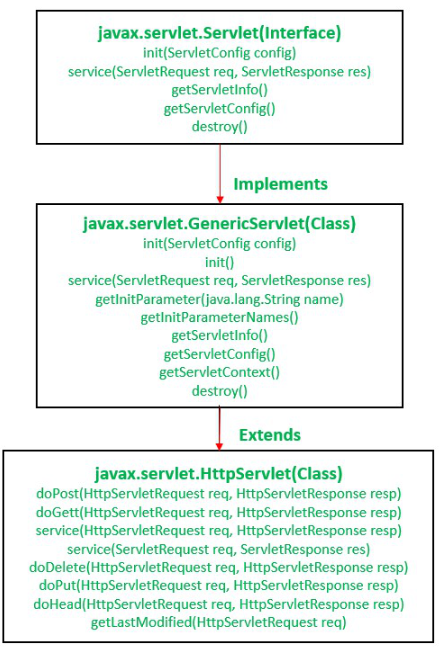 javax.servlet.Servlet(Interface)
init(ServletConfig config)
service(ServletRequest req, ServletResponse res)
getServletInfo()
getServletConfig()
destroy()
Implements
javax.servlet.GenericServlet(Class)
init(ServletConfig config)
init()
service(ServletRequest req, ServletResponse res)
getInitParameter(java.lang.String name)
getInitParameterNames()
getServletInfo()
getServletConfig()
getServletContext()
destroy()
Extends
javax.servlet.HttpServlet(Class)
doPost(HttpServletRequest req, HttpServletResponse resp)
doGett(HttpServletRequest req, HttpServletResponse resp)
service(HttpServletRequest req, HttpServletResponse resp)
service(ServletRequest req, ServletResponse res)
doDelete(HttpServletRequest req, HttpServletResponse resp)
doPut(HttpServletRequest req, HttpServletResponse resp)
doHead(HttpServletRequest req, HttpServletResponse resp)
getLastModified(HttpServletRequest req)